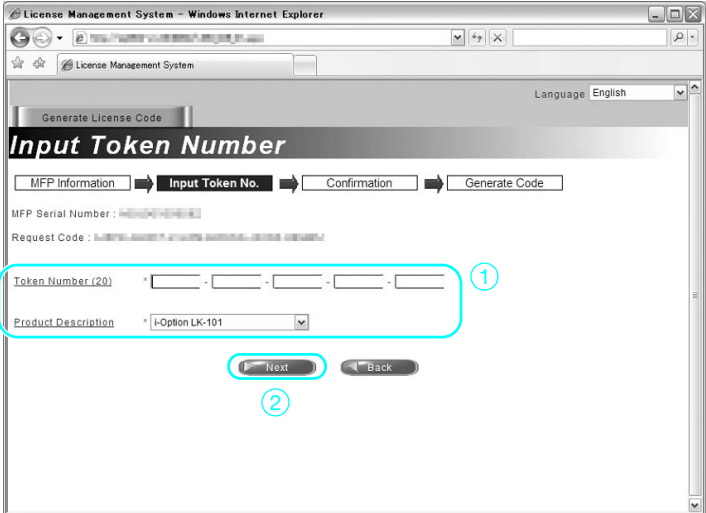 License Management System - Windows Internet Explorer
License Management System
Language English
Generate License Code
Input Token Number
MFP Information Input Token No. Confirmation Generate Code
MFP Serial Number :
Request Code :
Token Number (20) * - - - -
1
Product Description * i-Option LK-101
Next Back
2